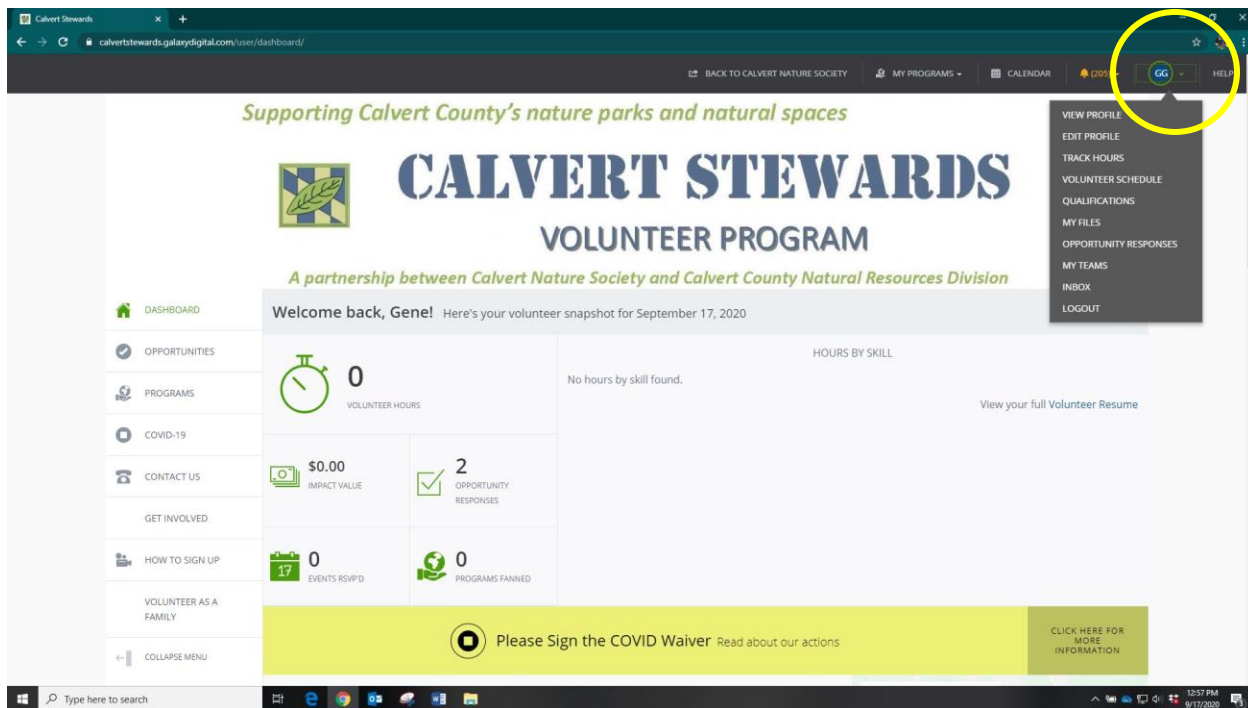 Calvert Stewards
calvertstewards.galaxydigital.com/user/dashboard/
BACK TO CALVERT NATURE SOCIETY MY PROGRAMS CALENDAR (205) GG HELP
Supporting Calvert County's nature parks and natural spaces
CALVERT STEWARDS
VOLUNTEER PROGRAM
A partnership between Calvert Nature Society and Calvert County Natural Resources Division
VIEW PROFILE
EDIT PROFILE
TRACK HOURS
VOLUNTEER SCHEDULE
QUALIFICATIONS
MY FILES
OPPORTUNITY RESPONSES
MY TEAMS
INBOX
LOGOUT
DASHBOARD
OPPORTUNITIES
PROGRAMS
COVID-19
CONTACT US
GET INVOLVED
HOW TO SIGN UP
VOLUNTEER AS A
FAMILY
COLLAPSE MENU
Welcome back, Gene! Here's your volunteer snapshot for September 17, 2020
0
VOLUNTEER HOURS
HOURS BY SKILL
No hours by skill found.
View your full Volunteer Resume
$0.00
IMPACT VALUE
2
OPPORTUNITY
RESPONSES
17
0
EVENTS RSVP'D
0
PROGRAMS FANNED
Please Sign the COVID Waiver Read about our actions
CLICK HERE FOR
MORE
INFORMATION
Type here to search
12:57 PM
9/17/2020